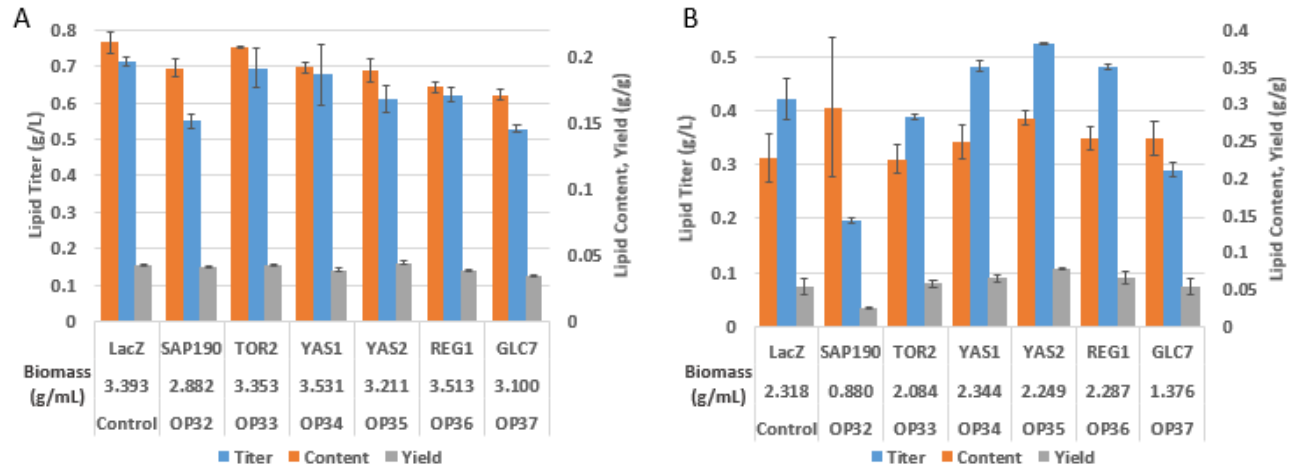 A
0.8
0.7
0.6
0.5
0.4
0.3
0.2
0.1
0
Lipid Titer (g/L)
0.2
0.15
0.1
0.05
0
Lipid Content, Yield (g/g)
LacZ SAP190 TOR2 YAS1 YAS2 REG1 GLC7
Biomass (g/mL) 3.393 2.882 3.353 3.531 3.211 3.513 3.100
Control OP32 OP33 OP34 OP35 OP36 OP37
Titer Content Yield
B
0.5
0.4
0.3
0.2
0.1
0
Lipid Titer (g/L)
0.4
0.35
0.3
0.25
0.2
0.15
0.1
0.05
0
Lipid Content, Yield (g/g)
LacZ SAP190 TOR2 YAS1 YAS2 REG1 GLC7
Biomass (g/mL) 2.318 0.880 2.084 2.344 2.249 2.287 1.376
Control OP32 OP33 OP34 OP35 OP36 OP37
Titer Content Yield